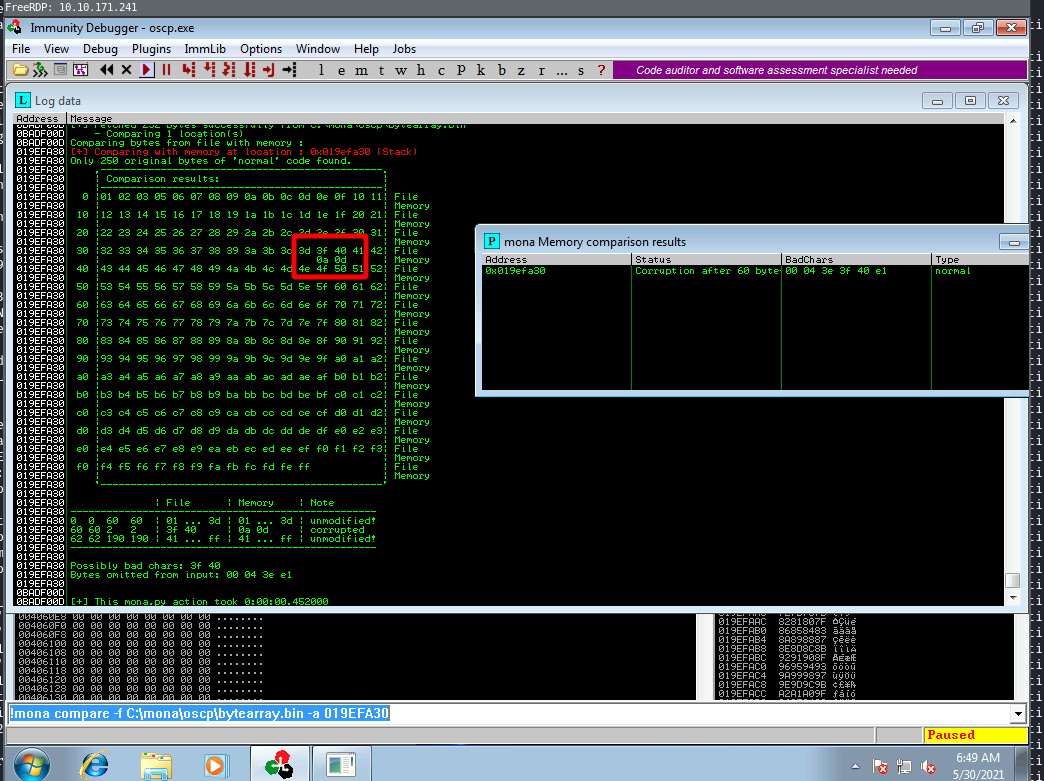 FreeRDP: 10.10.171.241
Immunity Debugger - oscp.exe
File View Debug Plugins ImmLib Options Window Help Jobs
l e m t w h c P k b z r ... s ? Code auditor and software assessment specialist needed
Log data
Address Message
0BADF00D [+] Fetched 252 bytes successfully from C:\mona\oscp\bytearray.bin
0BADF00D - Comparing 1 location(s)
0BADF00D Comparing bytes from file with memory :
019EFA30 [+] Comparing with memory at location : 0x019efa30 (Stack)
019EFA30 Only 250 original bytes of 'normal' code found.
019EFA30
019EFA30 | Comparison results:
019EFA30
019EFA30 0 |01 02 03 05 06 07 08 09 0a 0b 0c 0d 0e 0f 10 11| File
019EFA30 Memory
019EFA30 10 |12 13 14 15 16 17 18 19 1a 1b 1c 1d 1e 1f 20 21| File
019EFA30 Memory
019EFA30 20 |22 23 24 25 26 27 28 29 2a 2b 2c 2d 2e 2f 30 31| File
019EFA30 Memory
019EFA30 30 |32 33 34 35 36 37 38 39 3a 3b 3c 3d 3f 40 41 42| File
019EFA30 0a 0d Memory
019EFA30 40 |43 44 45 46 47 48 49 4a 4b 4c 4d 4e 4f 50 51 52| File
019EFA30 Memory
019EFA30 50 |53 54 55 56 57 58 59 5a 5b 5c 5d 5e 5f 60 61 62| File
019EFA30 Memory
019EFA30 60 |63 64 65 66 67 68 69 6a 6b 6c 6d 6e 6f 70 71 72| File
019EFA30 Memory
019EFA30 70 |73 74 75 76 77 78 79 7a 7b 7c 7d 7e 7f 80 81 82| File
019EFA30 Memory
019EFA30 80 |83 84 85 86 87 88 89 8a 8b 8c 8d 8e 8f 90 91 92| File
019EFA30 Memory
019EFA30 90 |93 94 95 96 97 98 99 9a 9b 9c 9d 9e 9f a0 a1 a2| File
019EFA30 Memory
019EFA30 a0 |a3 a4 a5 a6 a7 a8 a9 aa ab ac ad ae af b0 b1 b2| File
019EFA30 Memory
019EFA30 b0 |b3 b4 b5 b6 b7 b8 b9 ba bb bc bd be bf c0 c1 c2| File
019EFA30 Memory
019EFA30 c0 |c3 c4 c5 c6 c7 c8 c9 ca cb cc cd ce cf d0 d1 d2| File
019EFA30 Memory
019EFA30 d0 |d3 d4 d5 d6 d7 d8 d9 da db dc dd de df e0 e2 e3| File
019EFA30 Memory
019EFA30 e0 |e4 e5 e6 e7 e8 e9 ea eb ec ed ee ef f0 f1 f2 f3| File
019EFA30 Memory
019EFA30 f0 |f4 f5 f6 f7 f8 f9 fa fb fc fd fe ff | File
019EFA30 Memory
019EFA30
019EFA30
019EFA30 | File | Memory | Note
019EFA30
019EFA30 0 0 60 60 | 01 ... 3d | 01 ... 3d | unmodified!
019EFA30 60 60 2 2 | 3f 40 | 0a 0d | corrupted
019EFA30 62 62 190 190 | 41 ... ff | 41 ... ff | unmodified!
019EFA30
019EFA30
019EFA30 Possibly bad chars: 3f 40
019EFA30 Bytes omitted from input: 00 04 3e e1
019EFA30
0BADF00D
0BADF00D [+] This mona.py action took 0:00:00.452000
mona Memory comparison results
Address Status BadChars Type
0x019efa30 Corruption after 60 byte 00 04 3e 3f 40 e1 normal
004060E8 00 00 00 00 00 00 00 00 ........
004060F0 00 00 00 00 00 00 00 00 ........
004060F8 00 00 00 00 00 00 00 00 ........
00406100 00 00 00 00 00 00 00 00 ........
00406108 00 00 00 00 00 00 00 00 ........
00406110 00 00 00 00 00 00 00 00 ........
00406118 00 00 00 00 00 00 00 00 ........
00406120 00 00 00 00 00 00 00 00 ........
00406128 00 00 00 00 00 00 00 00 ........
00406130 00 00 00 00 00 00 00 00 ........
019EFAAC 8281807F
019EFAB0 86858483
019EFAB4 8A898887
019EFAB8 8E8D8C8B
019EFABC 9291908F
019EFAC0 96959493
019EFAC4 9A999897
019EFAC8 9E9D9C9B
019EFACC A2A1A09F
!mona compare -f C:\mona\oscp\bytearray.bin -a 019EFA30
Paused
6:49 AM
5/30/2021